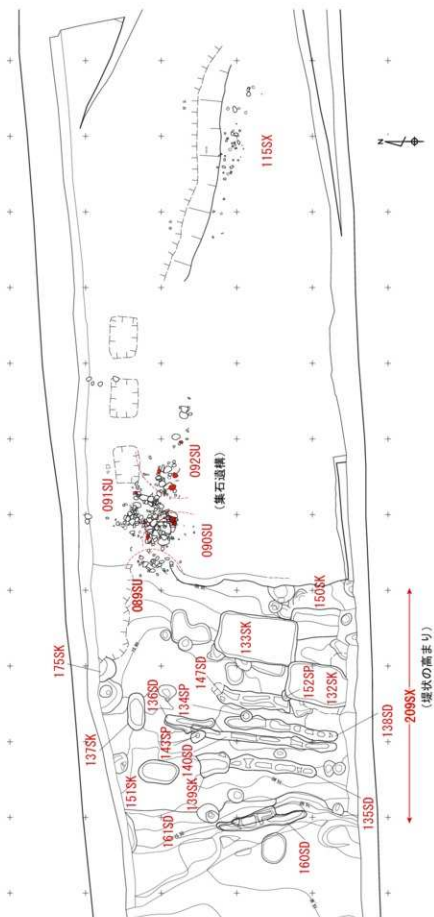 115SX
N
092SU
091SU
(集石遺構)
090SU
089SU
150SK
133SK
175SK
147SD
152SP
132SK
136SD
134SP
137SK
143SP
140SD
138SD
209SX
(堤状の高まり)
151SK
139SK
135SD
161SD
160SD